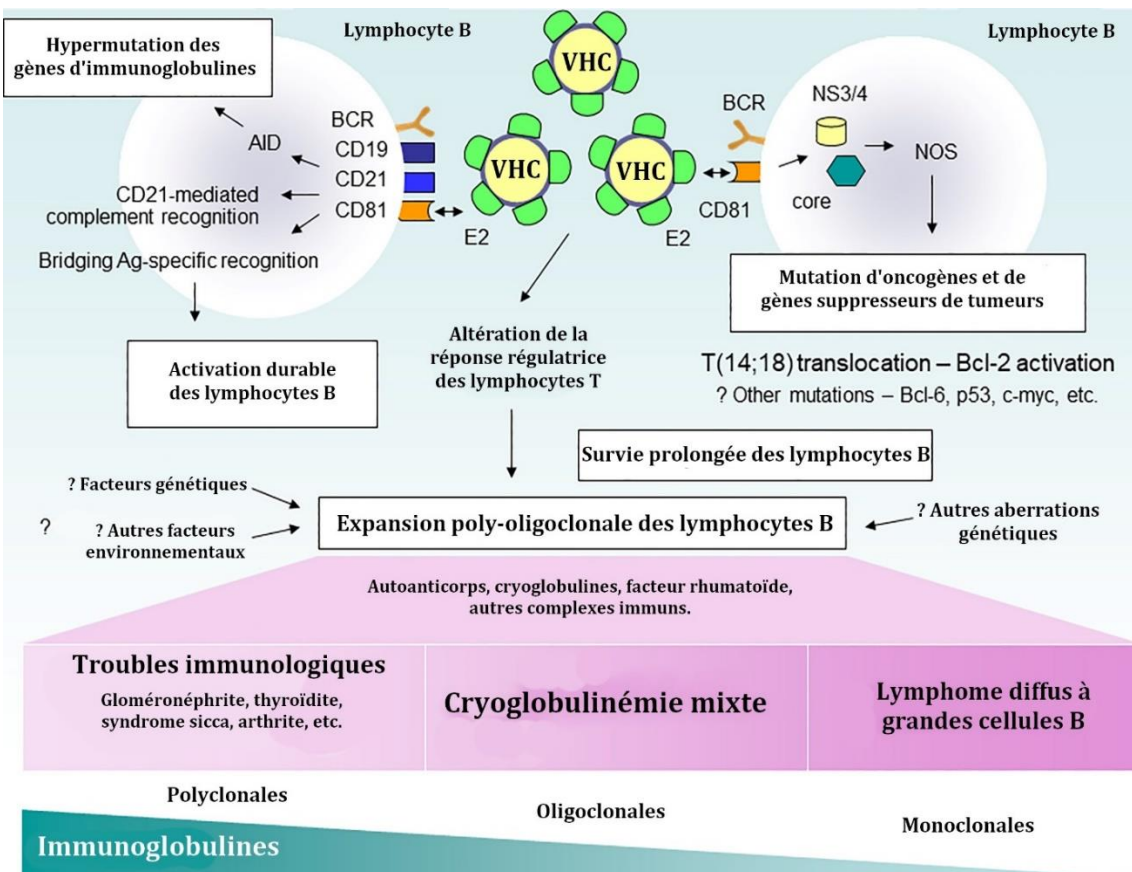 Lymphocyte B
Lymphocyte B
Hypermutation des
gènes d'immunoglobulines
VHC
BCR
CD19
CD21
CD81
AID
CD21-mediated
complement recognition
Bridging Ag-specific recognition
VHC
E2
VHC
E2
BCR
CD81
NS3/4
core
NOS
Activation durable
des lymphocytes B
Altération de la
réponse régulatrice
des lymphocytes T
Mutation d'oncogènes et de
gènes suppresseurs de tumeurs
T(14;18) translocation – Bcl-2 activation
? Other mutations – Bcl-6, p53, c-myc, etc.
Survie prolongée des lymphocytes B
? Facteurs génétiques
?
? Autres facteurs
environnementaux
Expansion poly-oligoclonale des lymphocytes B
? Autres aberrations
génétiques
Autoanticorps, cryoglobulines, facteur rhumatoïde,
autres complexes immuns.
Troubles immunologiques
Gloméronéphrite, thyroïdite,
syndrome sicca, arthrite, etc.
Cryoglobulinémie mixte
Lymphome diffus à
grandes cellules B
Polyclonales
Oligoclonales
Monoclonales
Immunoglobulines